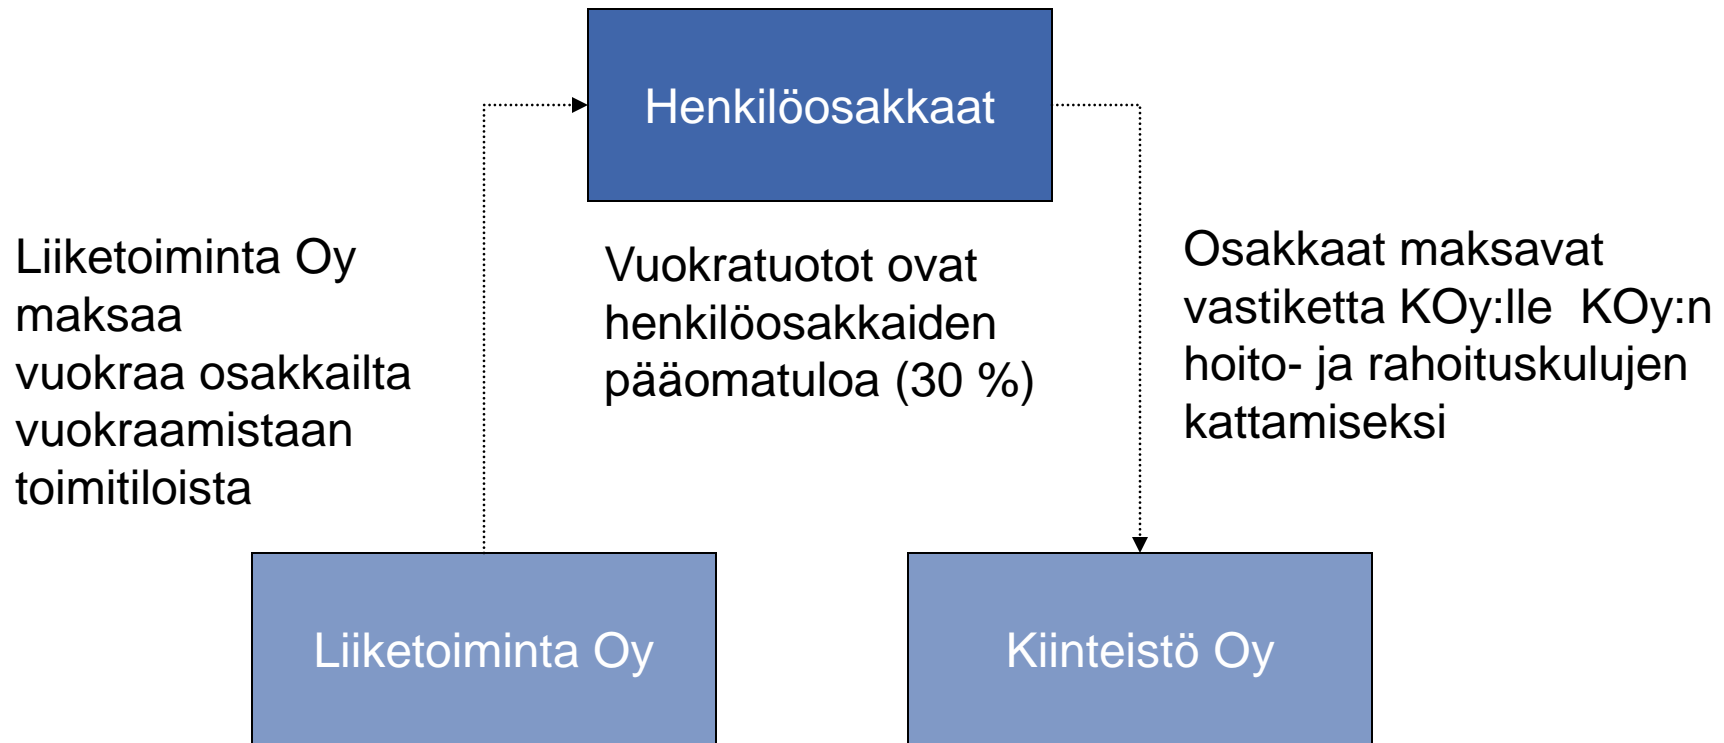 Henkilöosakkaat
Liiketoiminta Oy
maksaa
vuokraa osakkailta
vuokraamistaan
toimitiloista
Vuokratuotot ovat
henkilöosakkaiden
pääomatuloa (30 %)
Osakkaat maksavat
vastiketta KOy:lle  KOy:n
hoito- ja rahoituskulujen
kattamiseksi
Liiketoiminta Oy
Kiinteistö Oy